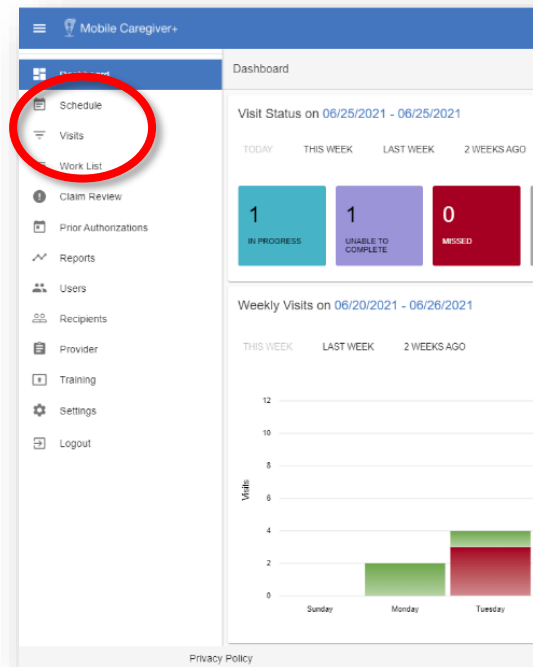 Mobile Caregiver+
Dashboard
Dashboard
Schedule
Visits
Work List
Claim Review
Prior Authorizations
Reports
Users
Recipients
Provider
Training
Settings
Logout
Visit Status on 06/25/2021 - 06/25/2021
TODAY THIS WEEK LAST WEEK 2 WEEKS AGO
1
IN PROGRESS
1
UNABLE TO
COMPLETE
0
MISSED
Weekly Visits on 06/20/2021 - 06/26/2021
THIS WEEK LAST WEEK 2 WEEKS AGO
Visits
12
10
8
6
4
2
0
Sunday Monday Tuesday
Privacy Policy